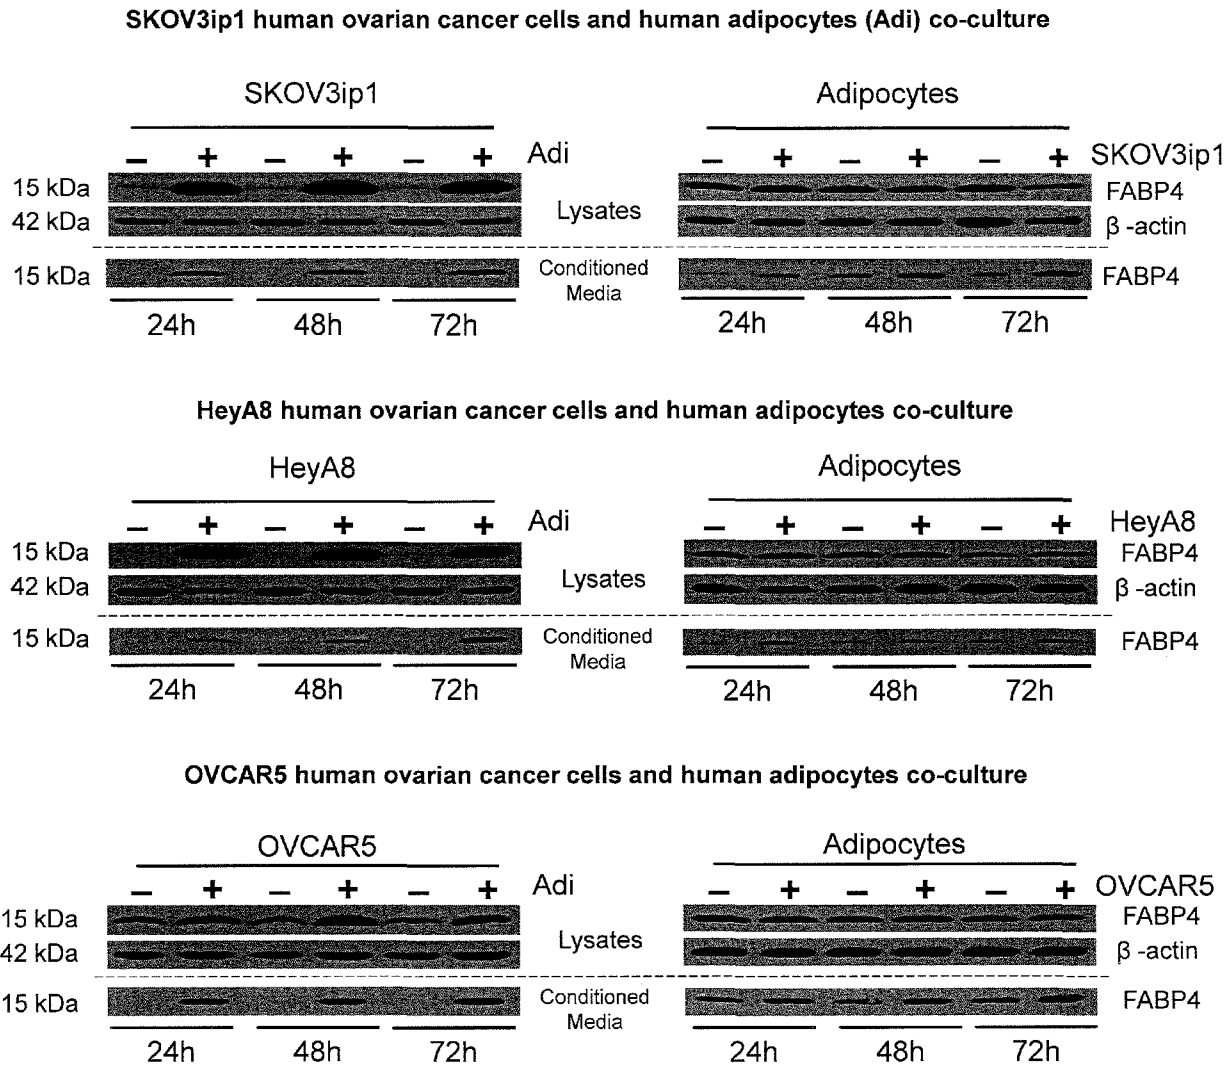 SKOV3ip1 human ovarian cancer cells and human adipocytes (Adi) co-culture
SKOV3ip1 Adipocytes
– + – + – + Adi – + – + – + SKOV3ip1
15 kDa FABP4
Lysates
42 kDa β -actin
15 kDa Conditioned Media FABP4
24h 48h 72h 24h 48h 72h
HeyA8 human ovarian cancer cells and human adipocytes co-culture
HeyA8 Adipocytes
– + – + – + Adi – + – + – + HeyA8
15 kDa FABP4
Lysates
42 kDa β -actin
15 kDa Conditioned Media FABP4
24h 48h 72h 24h 48h 72h
OVCAR5 human ovarian cancer cells and human adipocytes co-culture
OVCAR5 Adipocytes
– + – + – + Adi – + – + – + OVCAR5
15 kDa FABP4
Lysates
42 kDa β -actin
15 kDa Conditioned Media FABP4
24h 48h 72h 24h 48h 72h